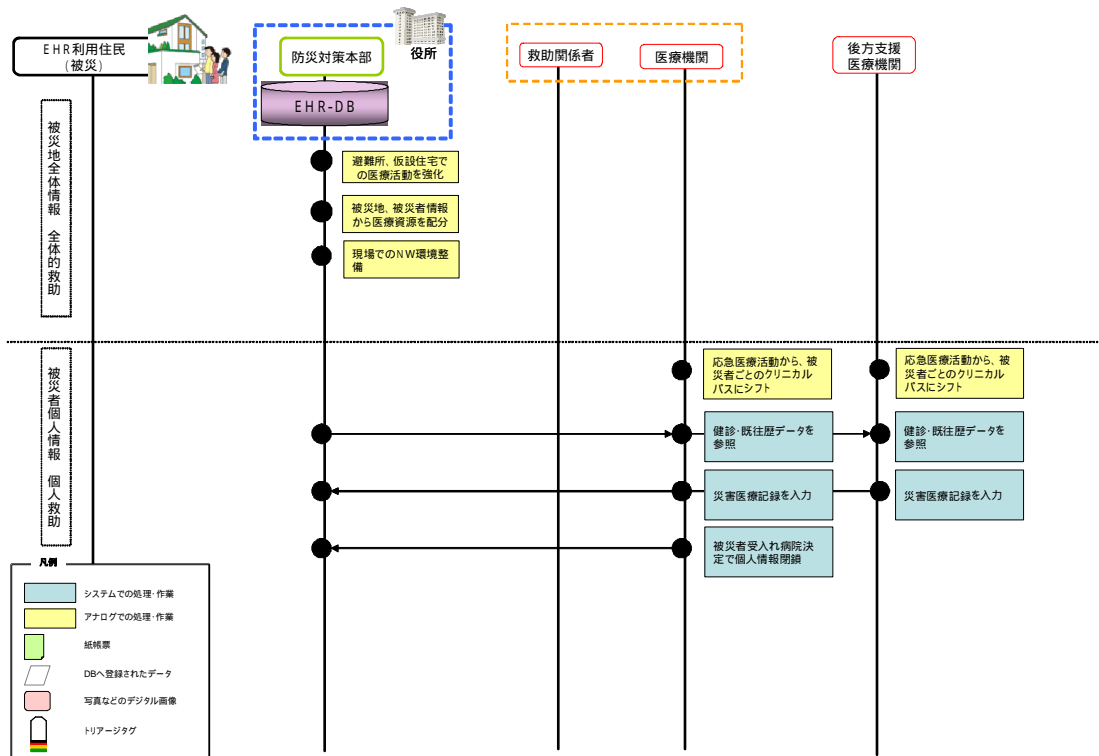 EHR利用住民
(被災)
防災対策本部
役所
EHR-DB
救助関係者
医療機関
後方支援
医療機関
被災地全体情報 全体的救助
避難所、仮設住宅で
の医療活動を強化
被災地、被災者情報
から医療資源を配分
現場でのNW環境整
備
被災者個人情報 個人救助
応急医療活動から、被
災者ごとのクリニカル
パスにシフト
応急医療活動から、被
災者ごとのクリニカル
パスにシフト
健診・既往歴データを
参照
健診・既往歴データを
参照
災害医療記録を入力
災害医療記録を入力
被災者受入れ病院決
定で個人情報閉鎖
凡例
システムでの処理・作業
アナログでの処理・作業
紙帳票
DBへ登録されたデータ
写真などのデジタル画像
トリアージタグ